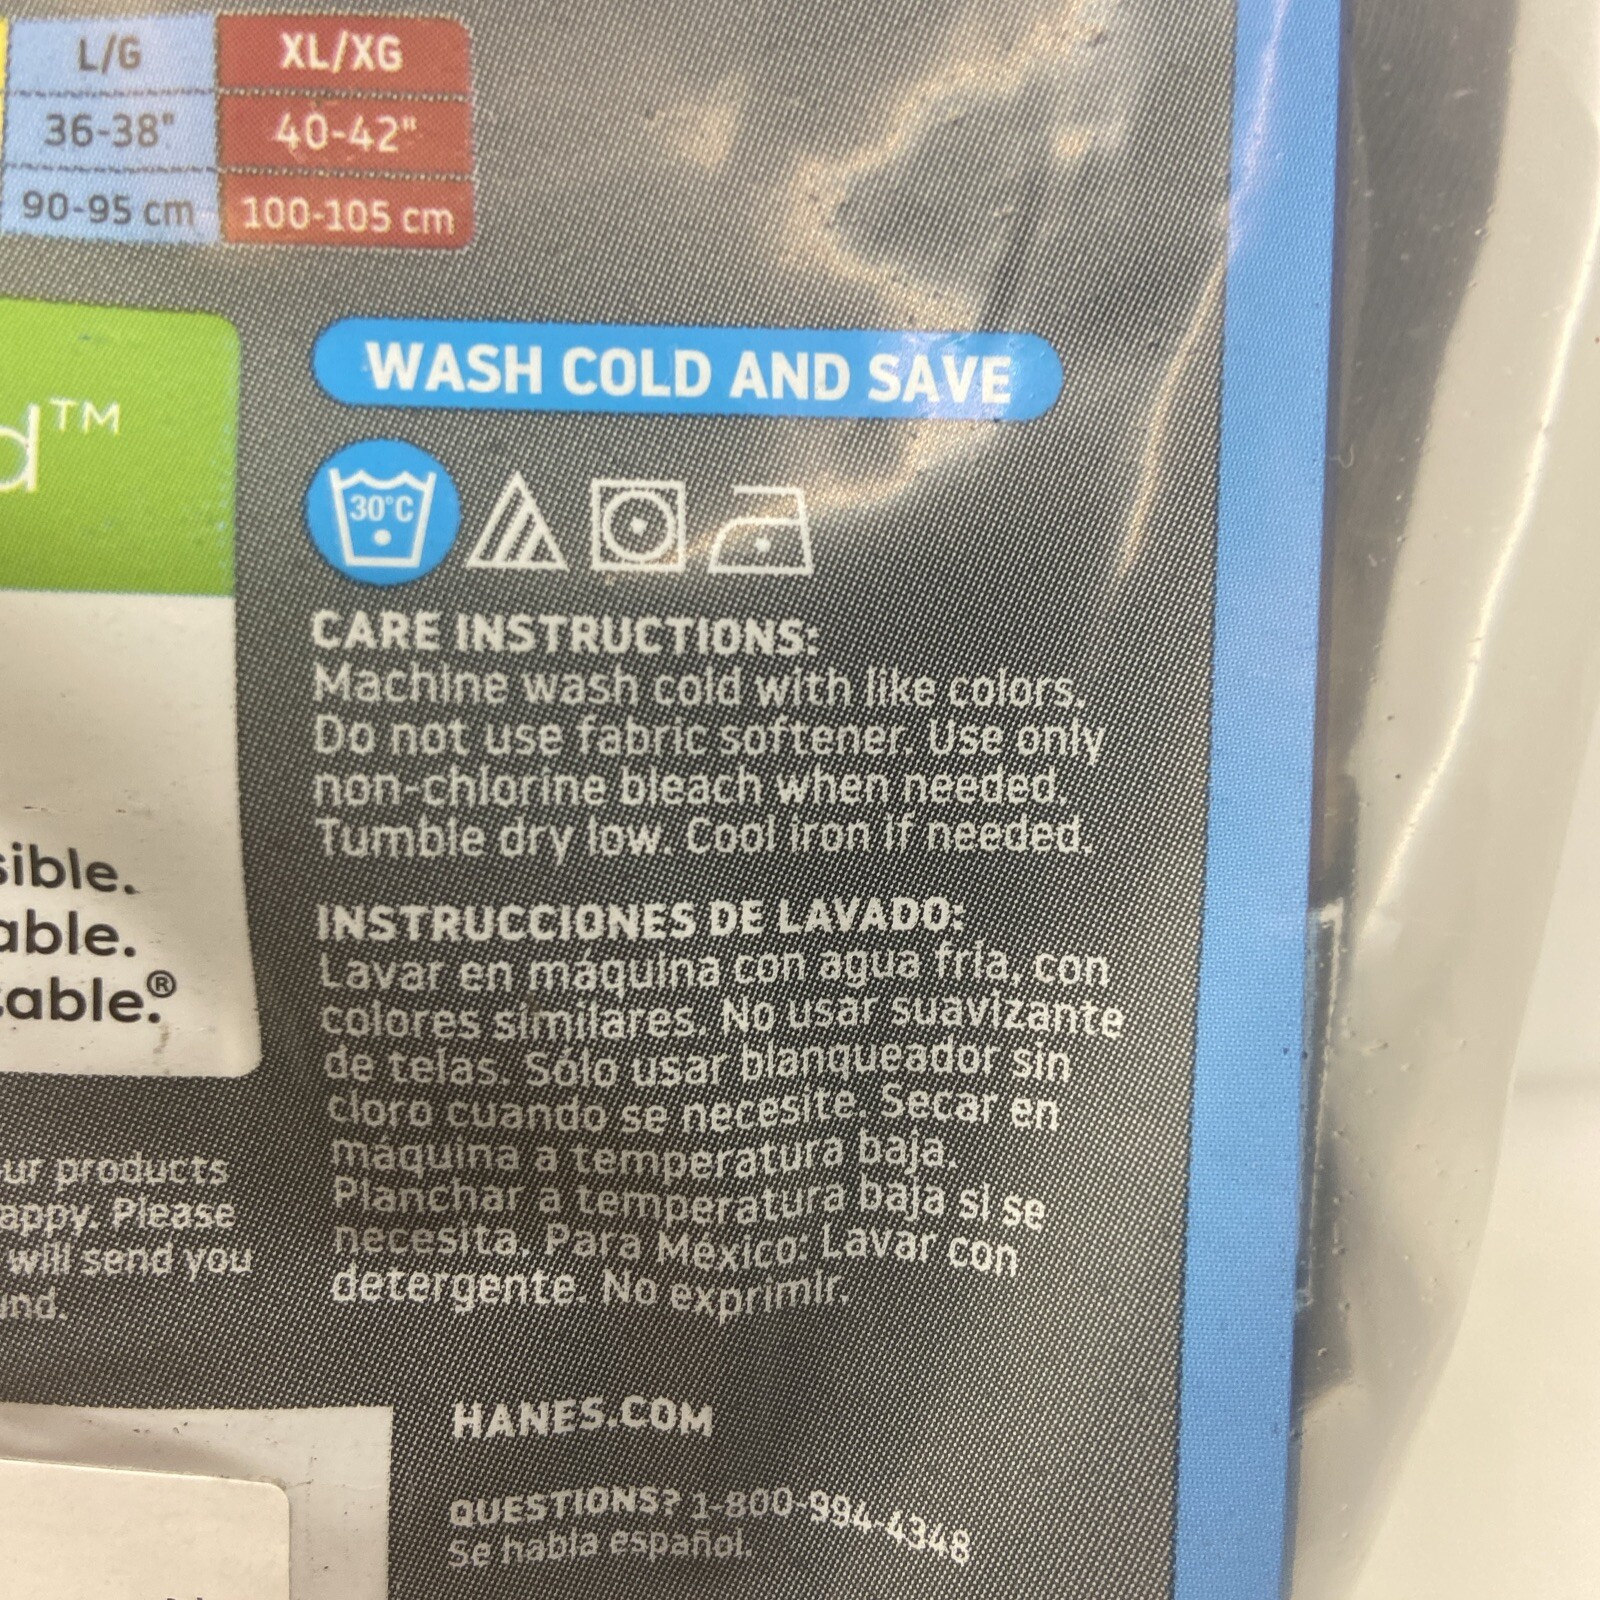 L/G XL/XG
36-38" 40-42"
90-95 cm 100-105 cm
WASH COLD AND SAVE
d™
30°C
CARE INSTRUCTIONS:
Machine wash cold with like colors.
Do not use fabric softener. Use only
non-chlorine bleach when needed.
Tumble dry low. Cool iron if needed.
sible.
able.
able.®
INSTRUCCIONES DE LAVADO:
Lavar en máquina con agua fría, con
colores similares. No usar suavizante
de telas. Sólo usar blanqueador sin
cloro cuando se necesite. Secar en
máquina a temperatura baja.
Planchar a temperatura baja si se
necesita. Para México: Lavar con
detergente. No exprimir.
ur products
appy. Please
will send you
und.
HANES.COM
QUESTIONS? 1-800-994-4348
Se habla español.